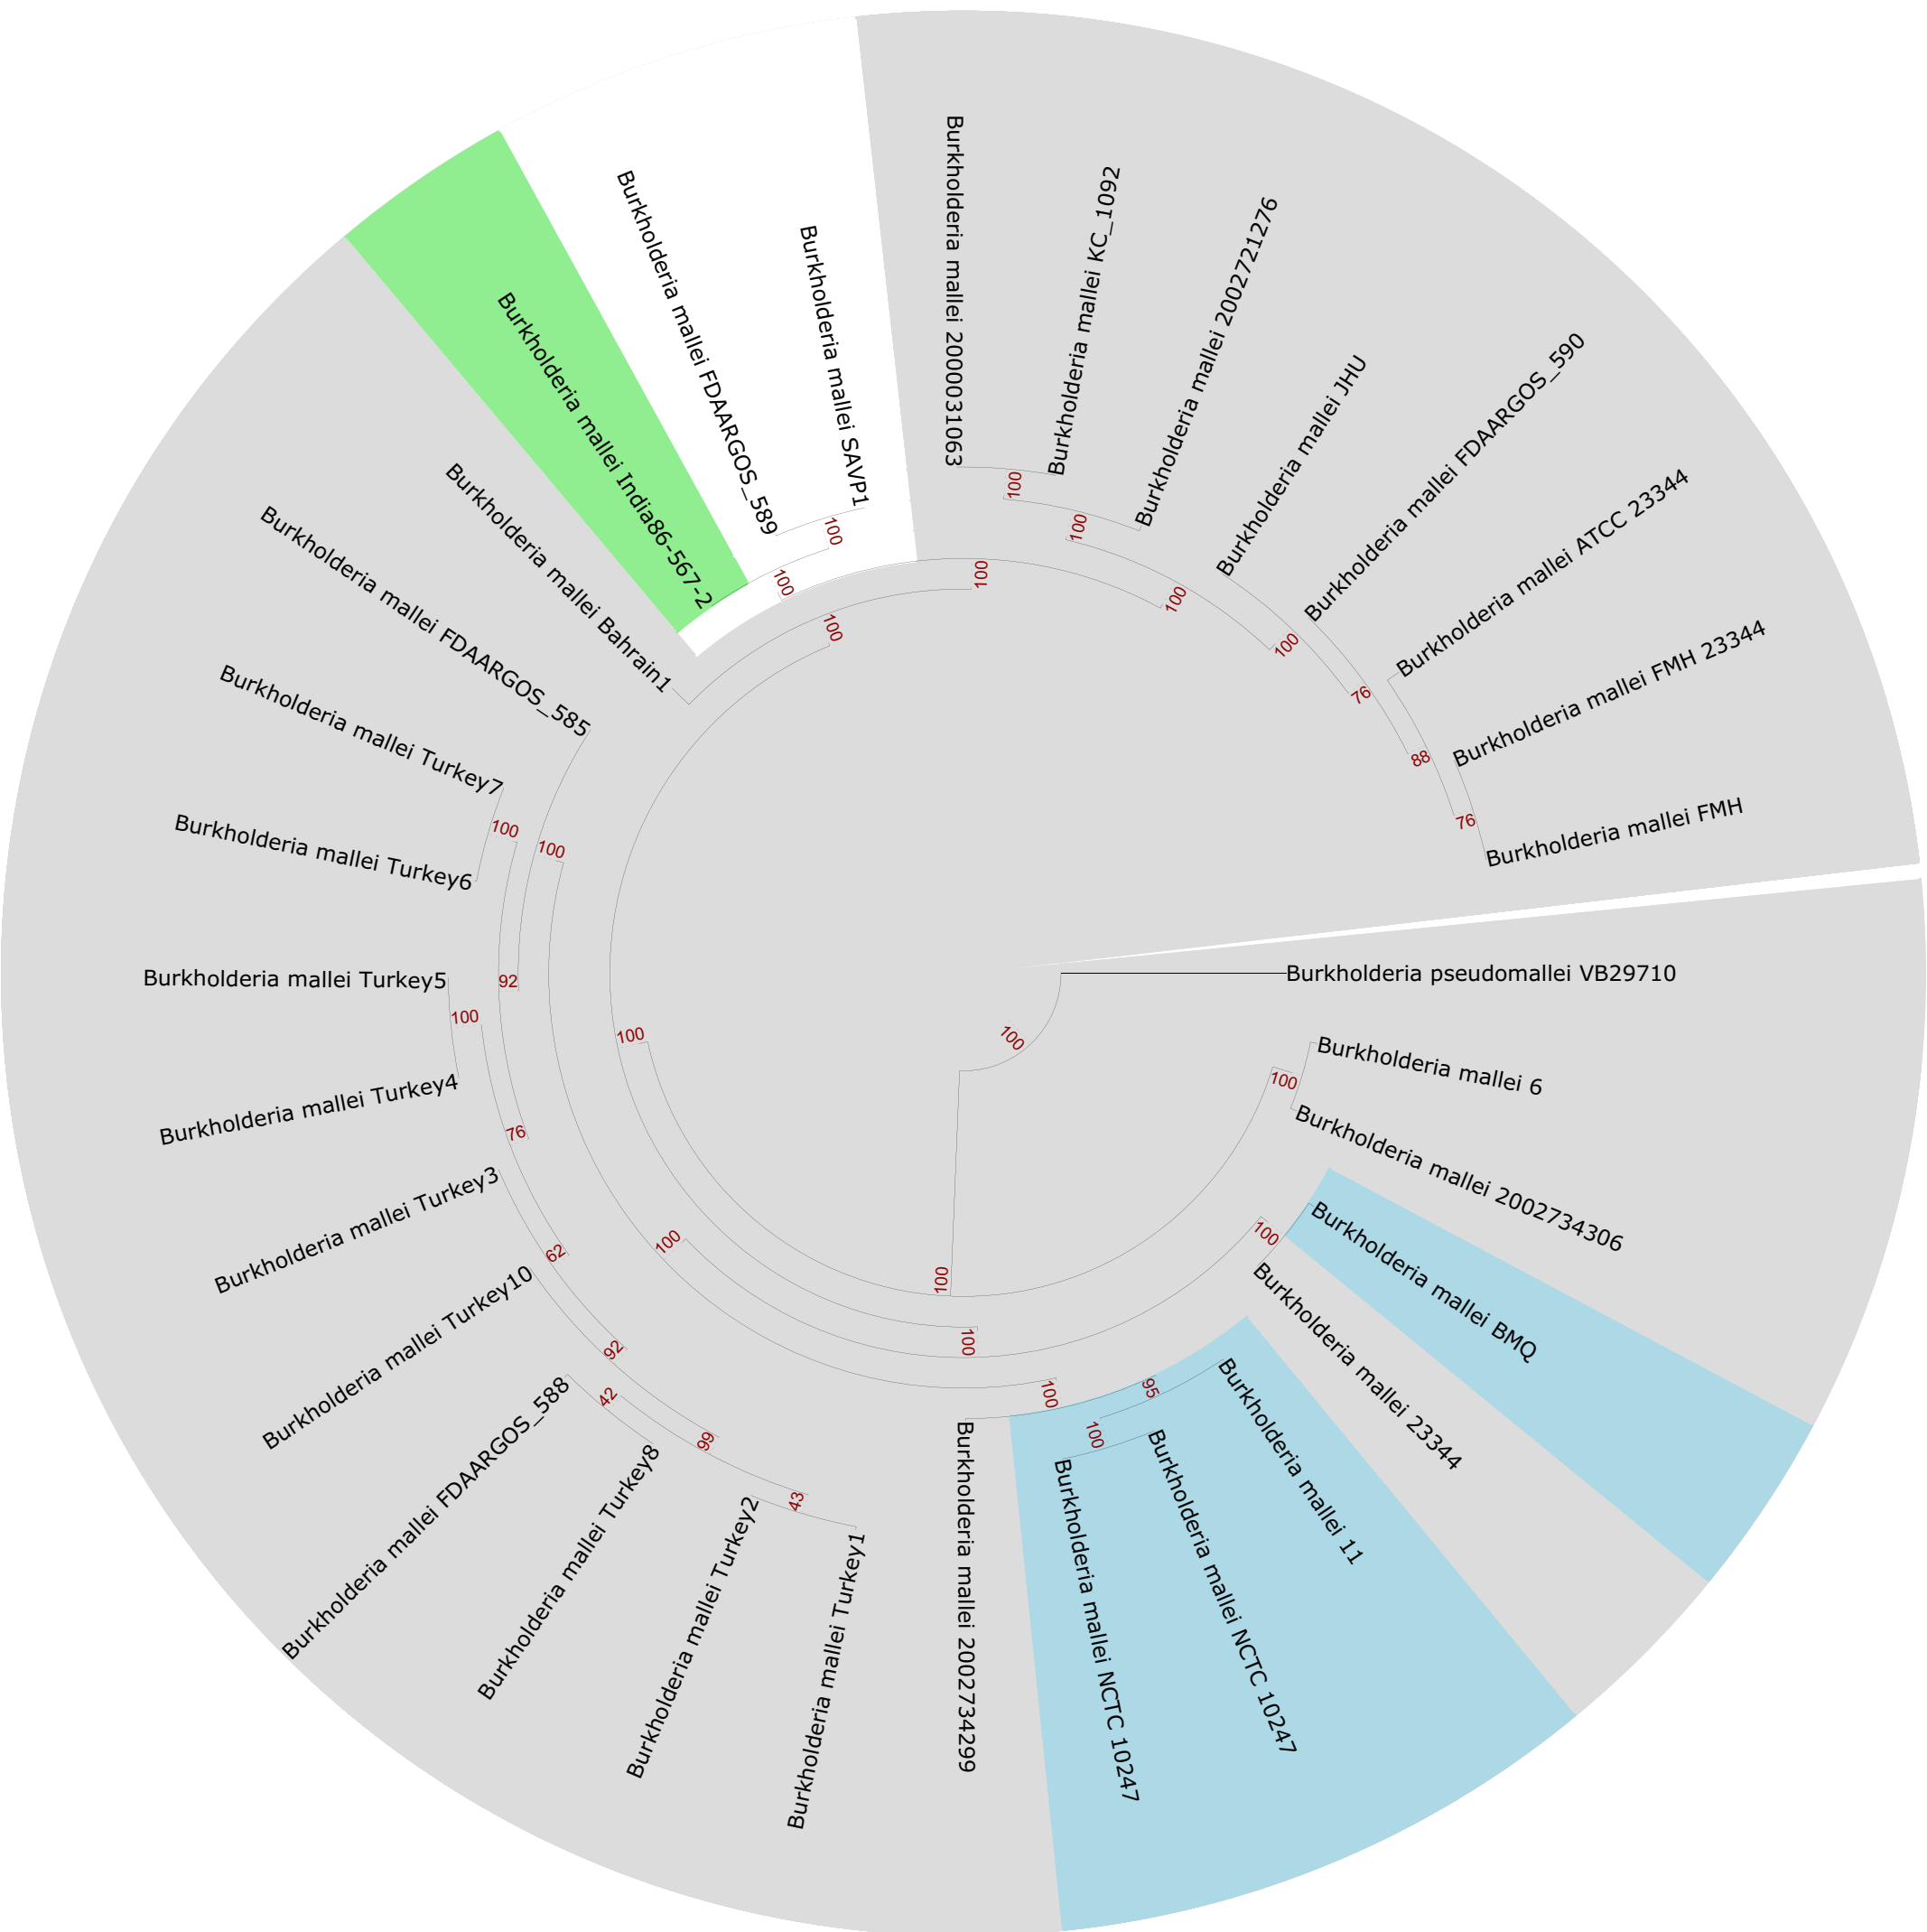 Burkholderia mallei 2000031063
Burkholderia mallei KC_1092
Burkholderia mallei 2002721276
Burkholderia mallei JHU
Burkholderia mallei FDAARGOS_590
Burkholderia mallei ATCC 23344
Burkholderia mallei FMH 23344
Burkholderia mallei FMH
Burkholderia pseudomallei VB29710
Burkholderia mallei 6
Burkholderia mallei 2002734306
Burkholderia mallei BMQ
Burkholderia mallei 23344
Burkholderia mallei 11
Burkholderia mallei NCTC 10247
Burkholderia mallei NCTC 10247
Burkholderia mallei 2002734299
Burkholderia mallei Turkey1
Burkholderia mallei Turkey2
Burkholderia mallei Turkey8
Burkholderia mallei FDAARGOS_588
Burkholderia mallei Turkey10
Burkholderia mallei Turkey3
Burkholderia mallei Turkey4
Burkholderia mallei Turkey5
Burkholderia mallei Turkey6
Burkholderia mallei Turkey7
Burkholderia mallei FDAARGOS_585
Burkholderia mallei Bahrain1
Burkholderia mallei India86-567-2
Burkholderia mallei FDAARGOS_589
Burkholderia mallei SAVP1
100
100
100
100
76
88
76
100
100
100
100
100
100
100
92
100
76
62
92
42
99
43
100
100
100
100
95
100
100
100
100